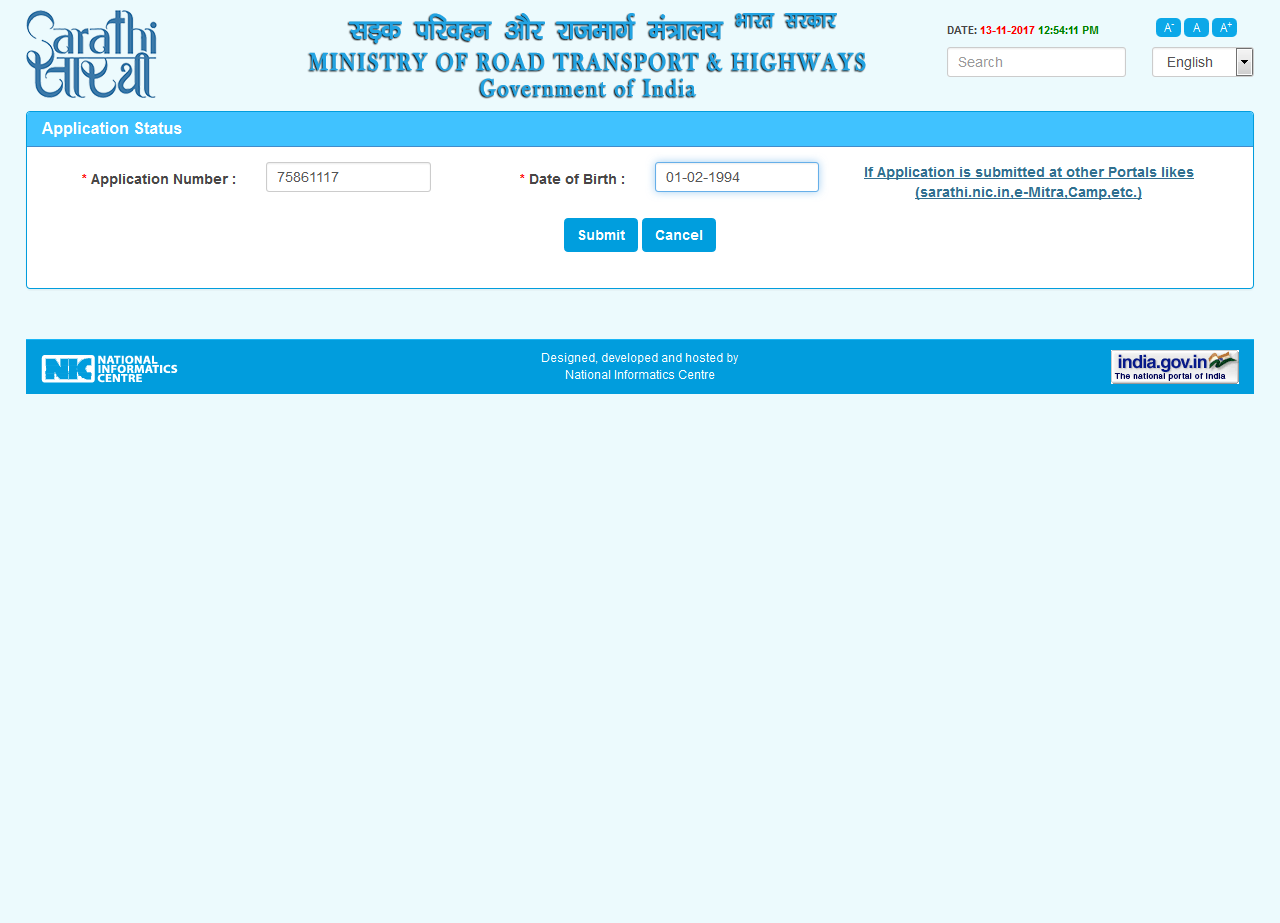 Sarathi
सारथी
सड़क परिवहन और राजमार्ग मंत्रालय भारत सरकार
MINISTRY OF ROAD TRANSPORT & HIGHWAYS
Government of India
DATE: 13-11-2017 12:54:11 PM
A- A A+
Search
English
Application Status
* Application Number : 75861117
* Date of Birth : 01-02-1994
If Application is submitted at other Portals likes
(sarathi.nic.in,e-Mitra,Camp,etc.)
Submit Cancel
NIC NATIONAL
INFORMATICS
CENTRE
Designed, developed and hosted by
National Informatics Centre
india.gov.in
The national portal of India